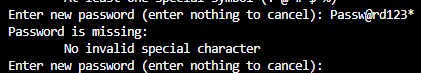 Enter new password (enter nothing to cancel): Passw@rd123*
Password is missing:
No invalid special character
Enter new password (enter nothing to cancel):